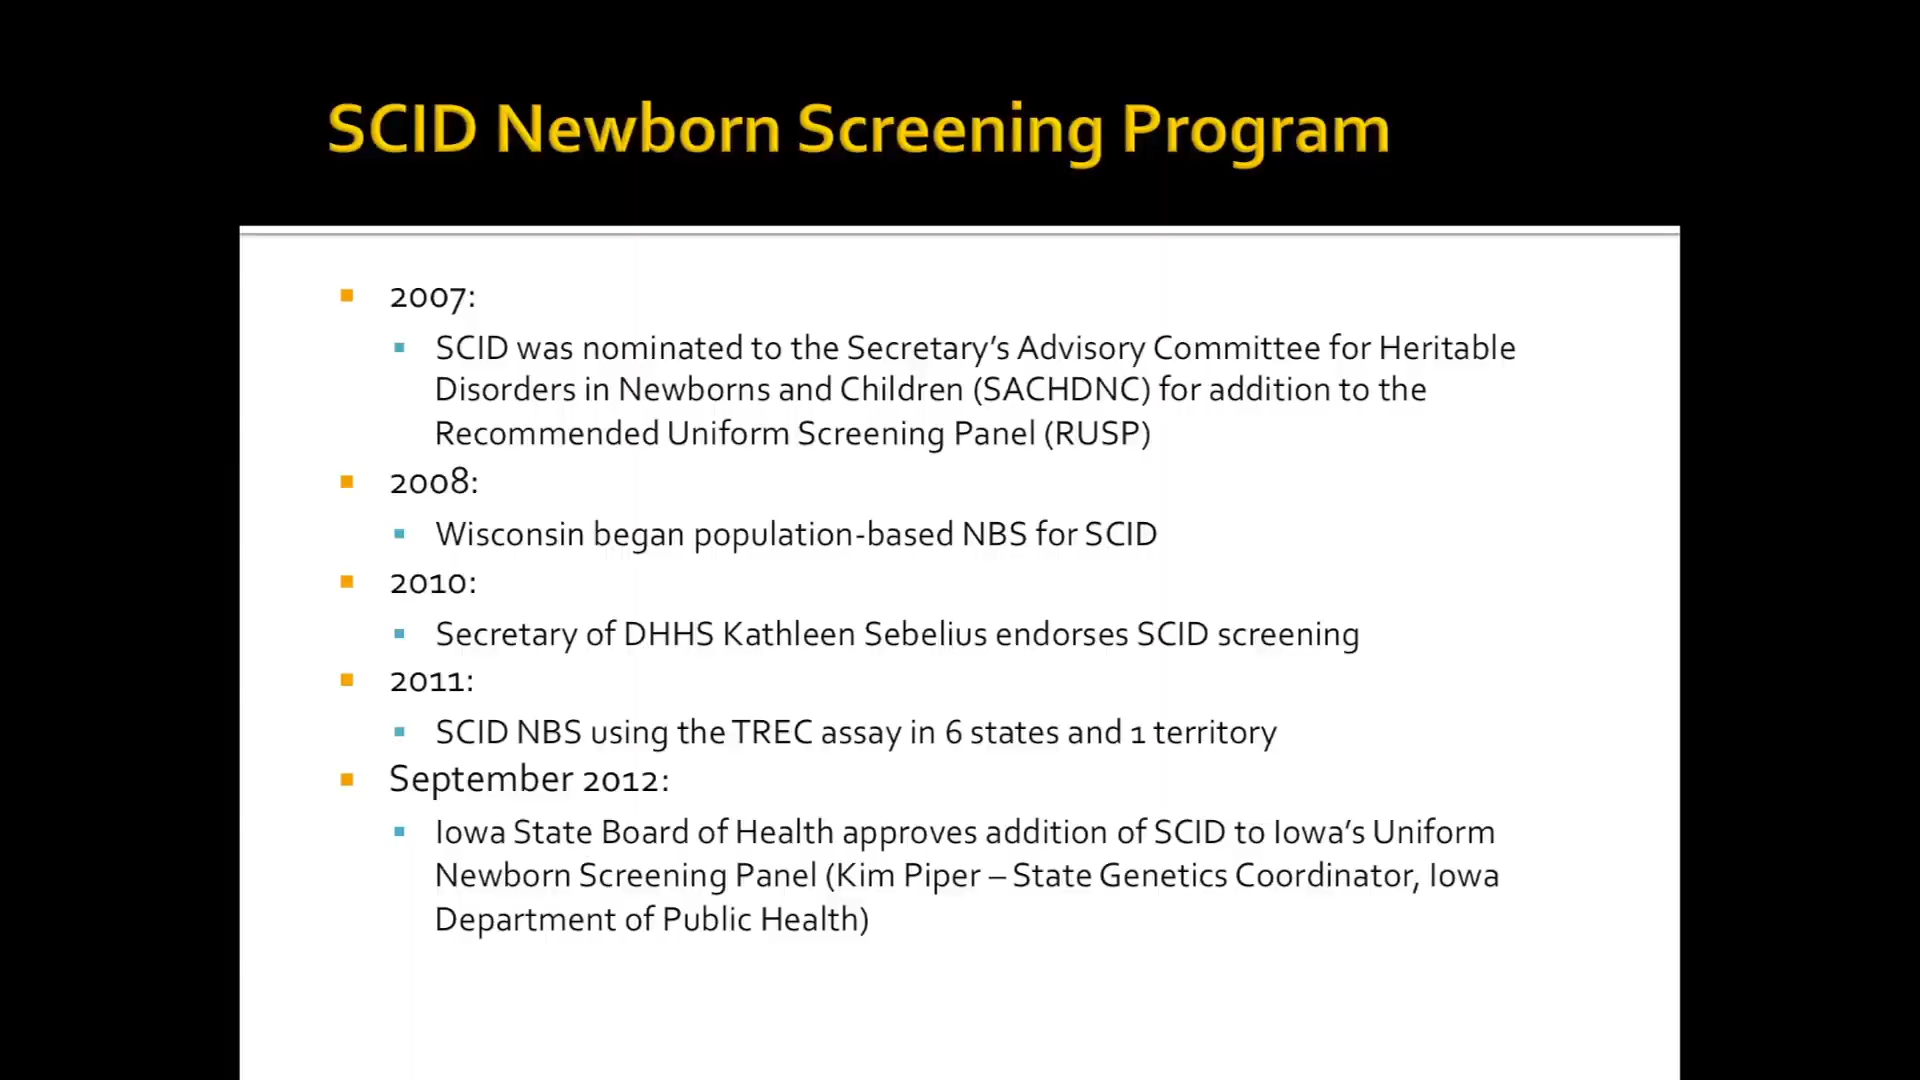 SCID Newborn Screening Program
2007:
SCID was nominated to the Secretary’s Advisory Committee for Heritable
Disorders in Newborns and Children (SACHDNC) for addition to the
Recommended Uniform Screening Panel (RUSP)
2008:
Wisconsin began population-based NBS for SCID
2010:
Secretary of DHHS Kathleen Sebelius endorses SCID screening
2011:
SCID NBS using the TREC assay in 6 states and 1 territory
September 2012:
Iowa State Board of Health approves addition of SCID to Iowa’s Uniform
Newborn Screening Panel (Kim Piper – State Genetics Coordinator, Iowa
Department of Public Health)